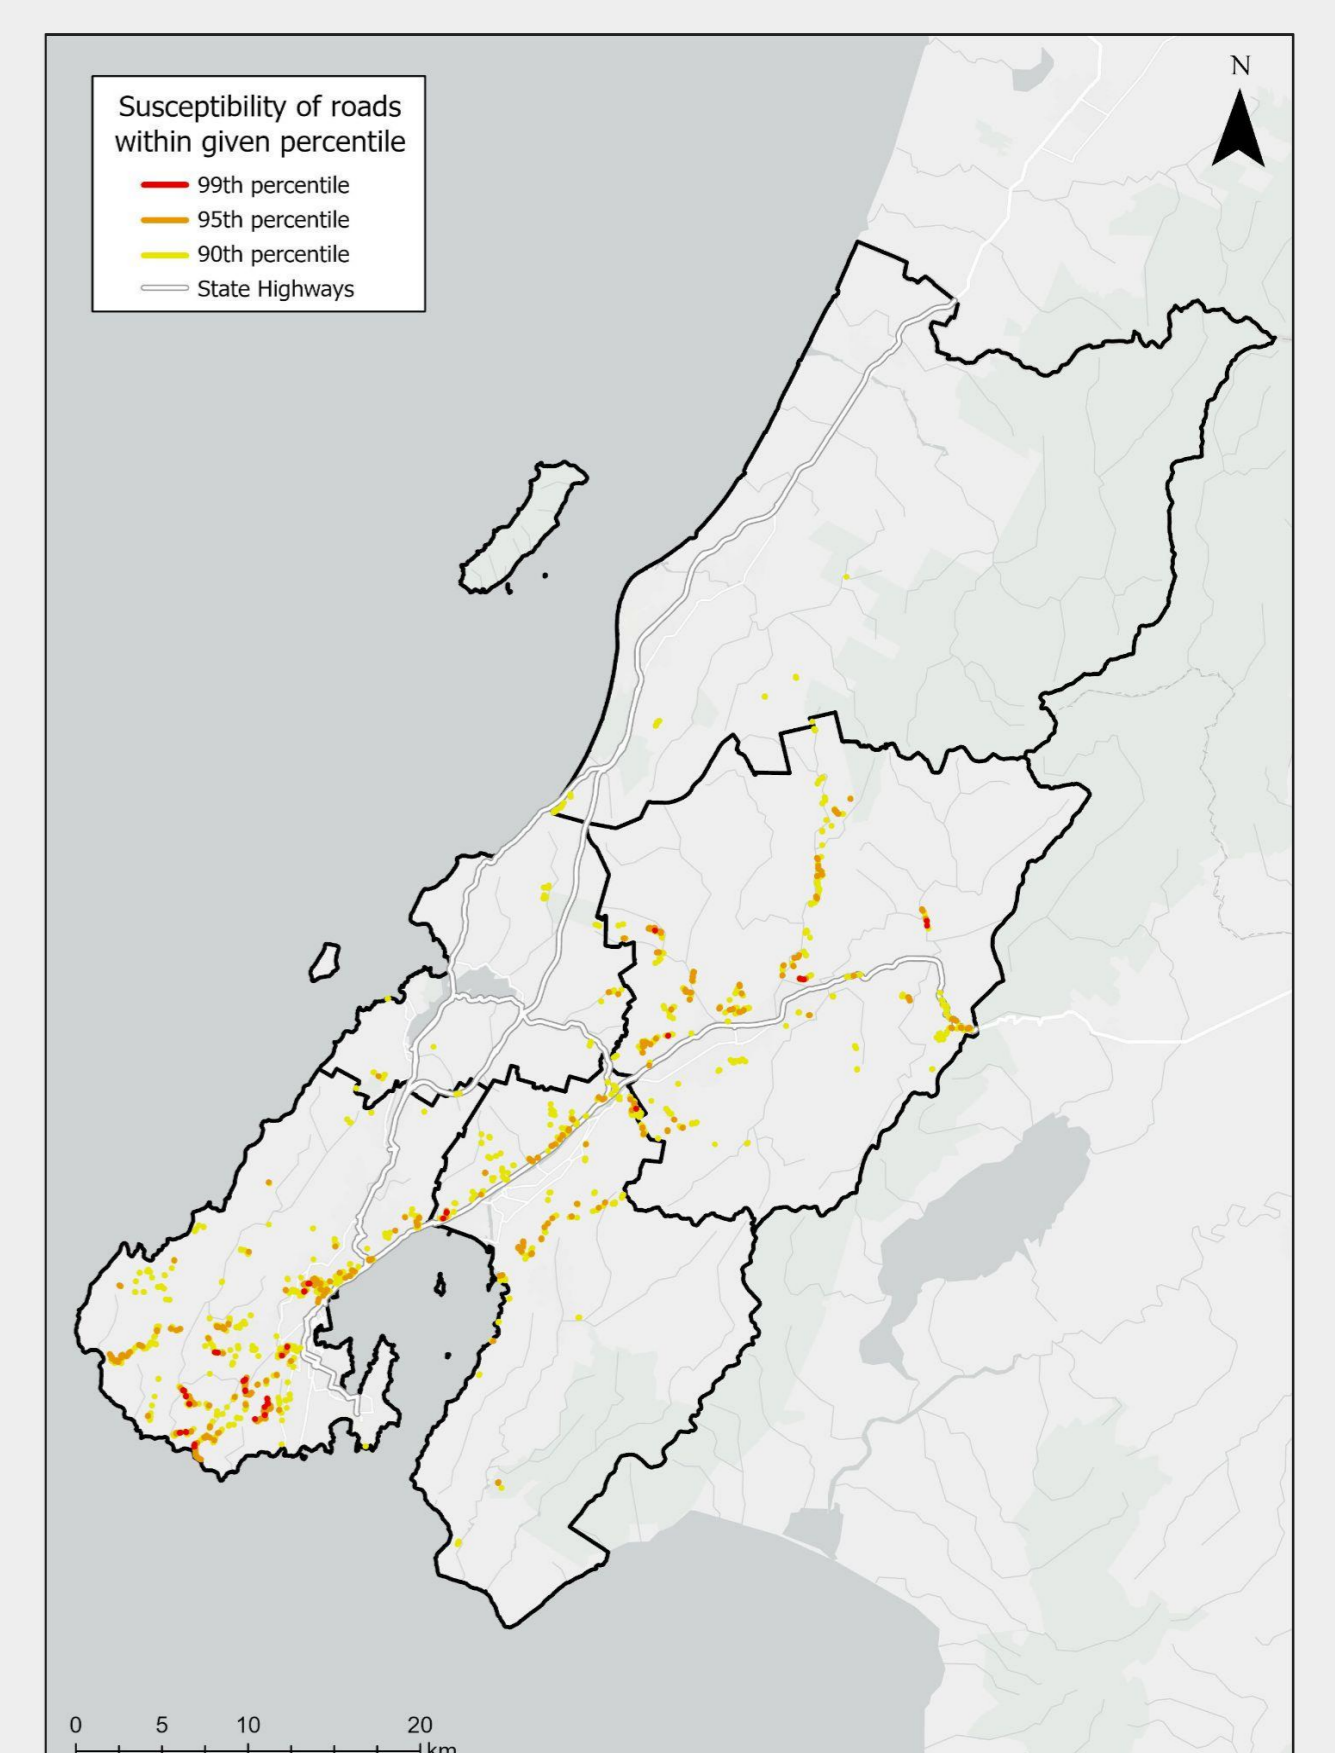 N
Susceptibility of roads
within given percentile
99th percentile
95th percentile
90th percentile
State Highways
0 5 10 20
km